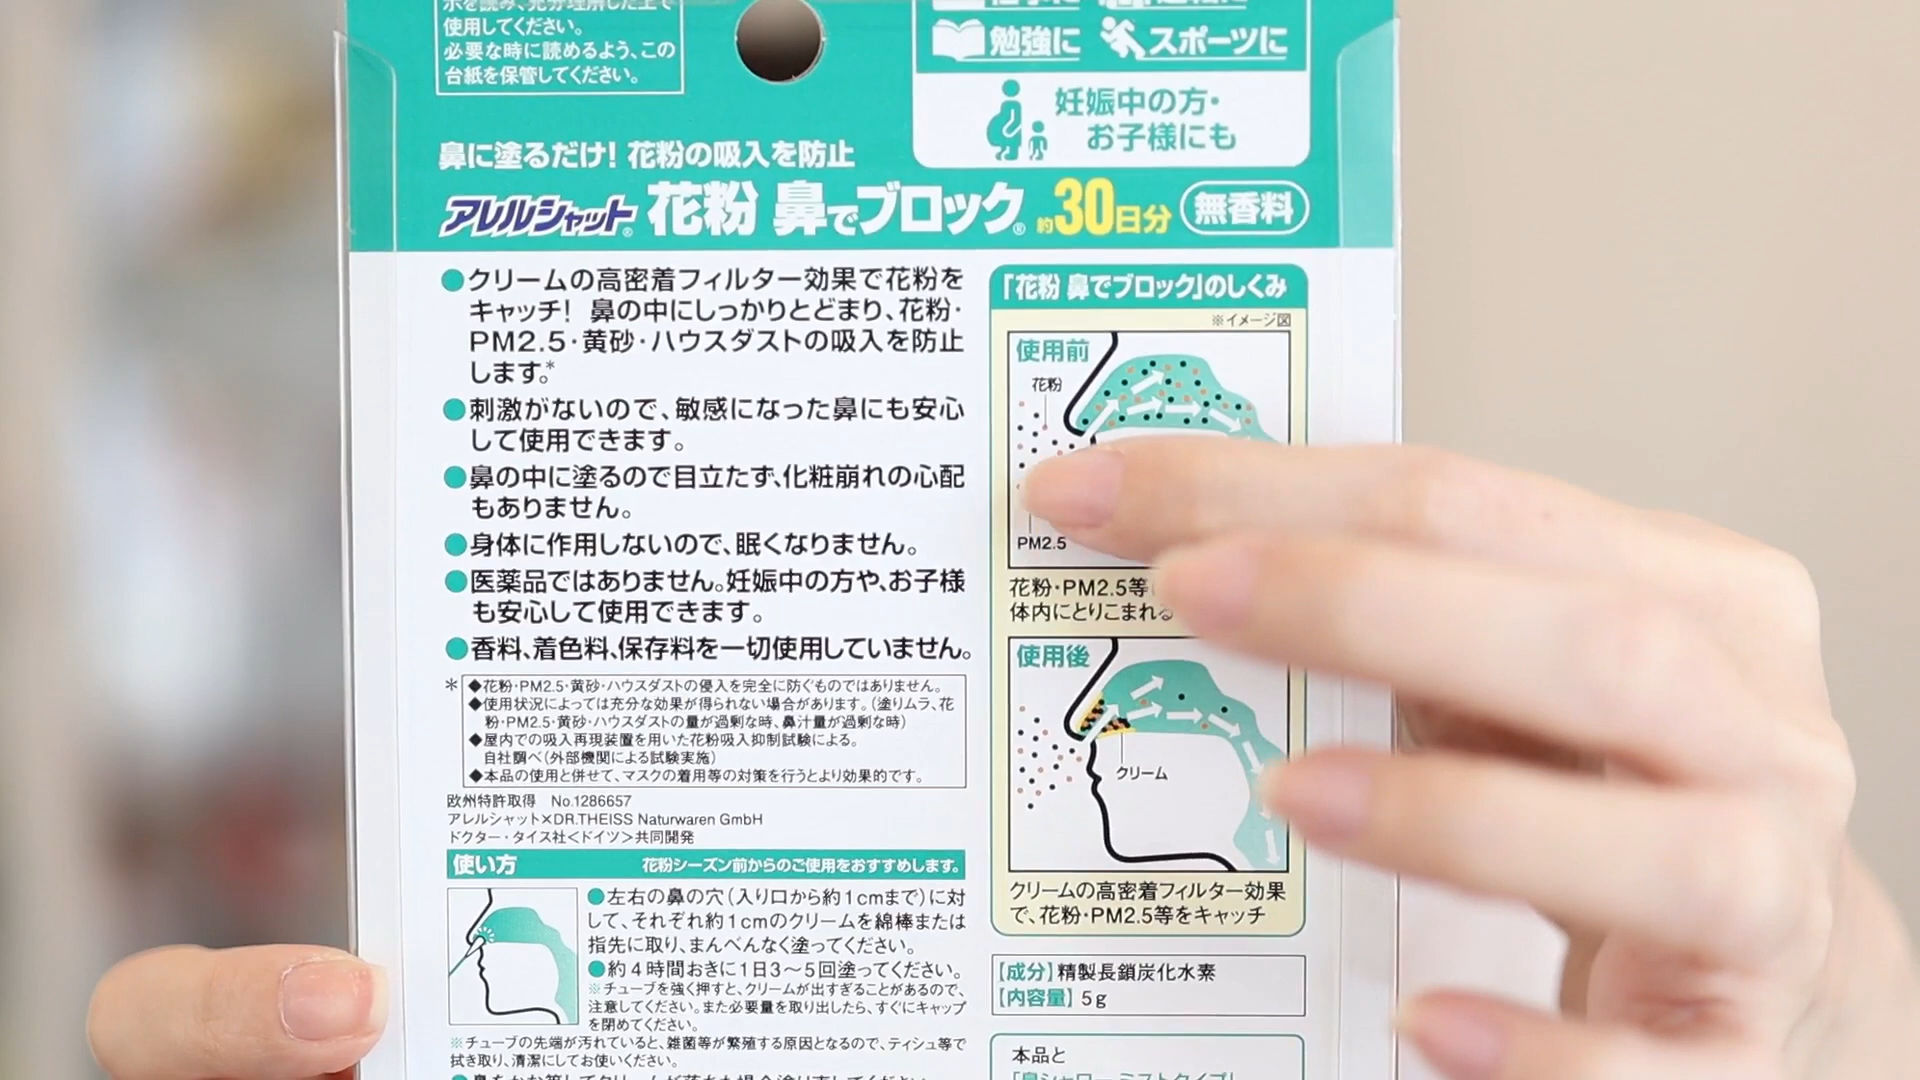 使用してください。
必要な時に読めるよう、この
台紙を保管してください。
勉強に
スポーツに
妊娠中の方・
お子様にも
鼻に塗るだけ! 花粉の吸入を防止
アレルシャット® 花粉 鼻でブロック® 約30日分 無香料
●クリームの高密着フィルター効果で花粉を
キャッチ! 鼻の中にしっかりとどまり、花粉・
PM2.5・黄砂・ハウスダストの吸入を防止
します。*
●刺激がないので、敏感になった鼻にも安心
して使用できます。
●鼻の中に塗るので目立たず、化粧崩れの心配
もありません。
●身体に作用しないので、眠くなりません。
●医薬品ではありません。妊娠中の方や、お子様
も安心して使用できます。
●香料、着色料、保存料を一切使用していません。
* ◆花粉・PM2.5・黄砂・ハウスダストの侵入を完全に防ぐものではありません。
◆使用状況によっては充分な効果が得られない場合があります。(塗りムラ、花
粉・PM2.5・黄砂・ハウスダストの量が過剰な時、鼻汁量が過剰な時)
◆屋内での吸入再現装置を用いた花粉吸入抑制試験による。
自社調べ(外部機関による試験実施)
◆本品の使用と併せて、マスクの着用等の対策を行うとより効果的です。
欧州特許取得 No.1286657
アレルシャット×DR.THEISS Naturwaren GmbH
ドクター・タイス社<ドイツ>共同開発
使い方 花粉シーズン前からのご使用をおすすめします。
●左右の鼻の穴(入り口から約1cmまで)に対
して、それぞれ約1cmのクリームを綿棒または
指先に取り、まんべんなく塗ってください。
●約4時間おきに1日3~5回塗ってください。
※チューブを強く押すと、クリームが出すぎることがあるので、
注意してください。また必要量を取り出したら、すぐにキャップ
を閉めてください。
※チューブの先端が汚れていると、雑菌等が繁殖する原因となるので、ティシュ等で
拭き取り、清潔にしてお使いください。
「花粉 鼻でブロック」のしくみ
※イメージ図
使用前
花粉
PM2.5
花粉・PM2.5等
体内にとりこまれる
使用後
クリーム
クリームの高密着フィルター効果
で、花粉・PM2.5等をキャッチ
【成分】精製長鎖炭化水素
【内容量】5g
本品と